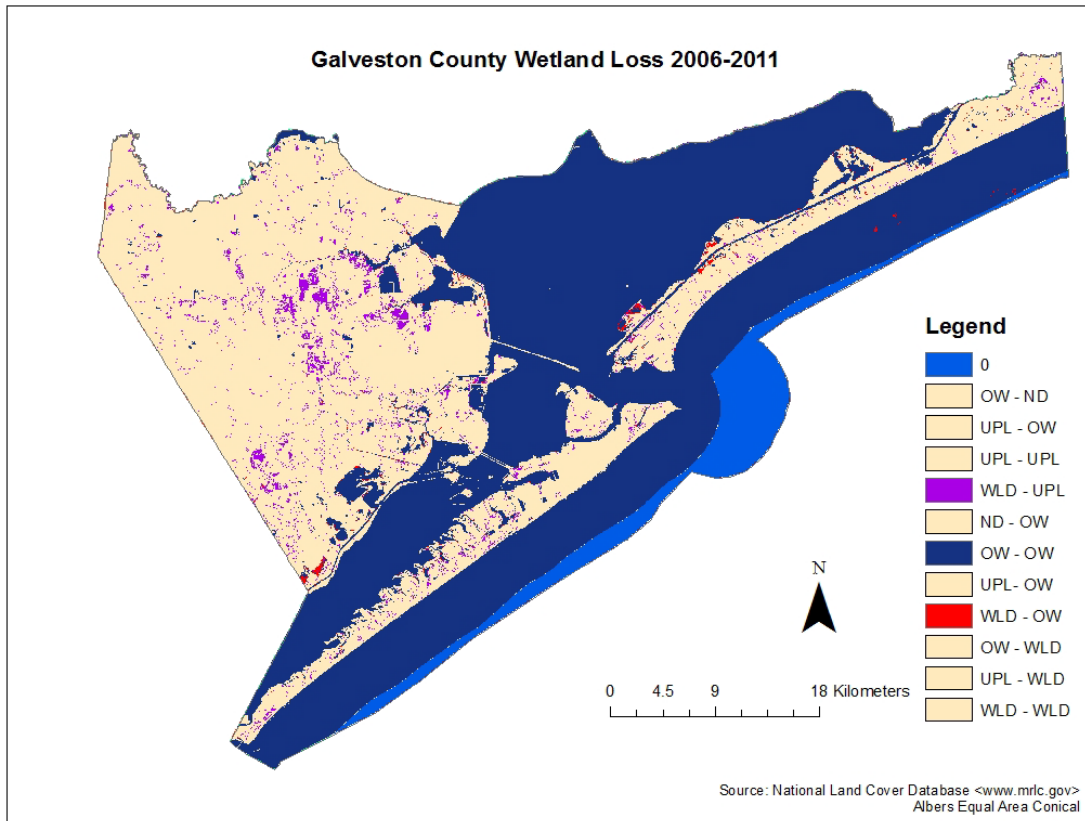 Galveston County Wetland Loss 2006-2011
Legend
0
OW - ND
UPL - OW
UPL - UPL
WLD - UPL
ND - OW
OW - OW
UPL - OW
WLD - OW
OW - WLD
UPL - WLD
WLD - WLD
N
0 4.5 9 18 Kilometers
Source: National Land Cover Database <www.mrlc.gov>
Albers Equal Area Conical